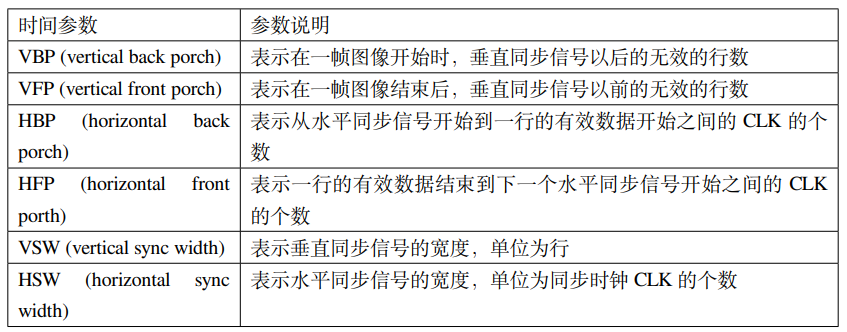 时间参数 参数说明
VBP (vertical back porch) 表示在一帧图像开始时，垂直同步信号以后的无效的行数
VFP (vertical front porch) 表示在一帧图像结束后，垂直同步信号以前的无效的行数
HBP (horizontal back 表示从水平同步信号开始到一行的有效数据开始之间的 CLK 的个
porch) 数
HFP (horizontal front 表示一行的有效数据结束到下一个水平同步信号开始之间的 CLK
porth) 的个数
VSW (vertical sync width) 表示垂直同步信号的宽度，单位为行
HSW (horizontal sync 表示水平同步信号的宽度，单位为同步时钟 CLK 的个数
width)